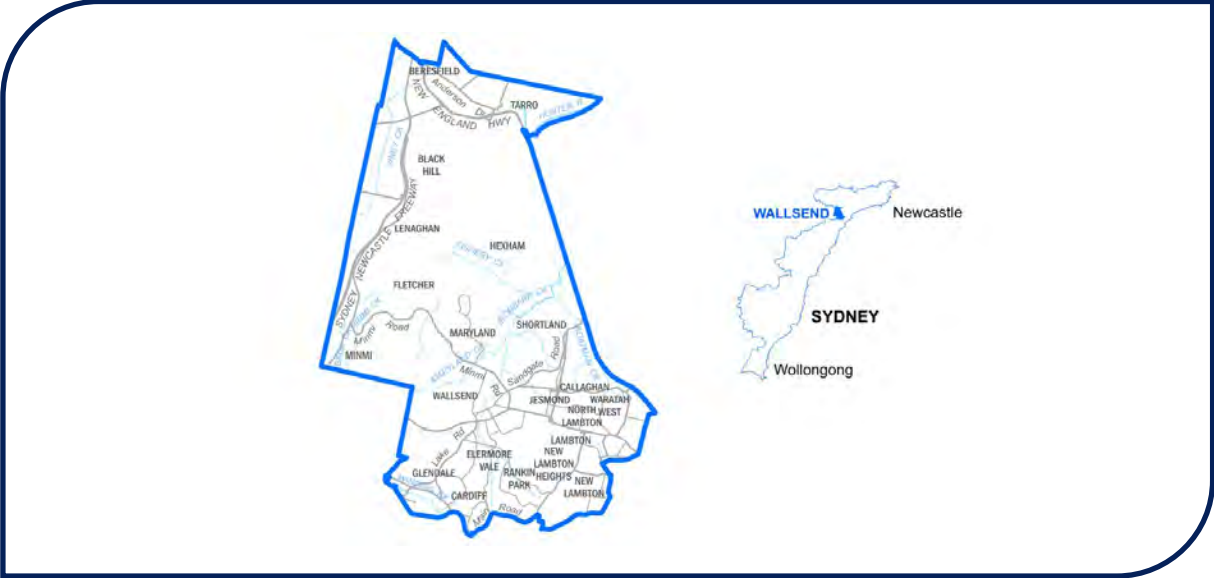 BERESFIELD
NEW
ENGLAND HWY
Anderson Dr
TARRO
HUNTER R
BLACK
HILL
SYDNEY NEWCASTLE FREEWAY
LENAGHAN
HEXHAM
FLETCHER
Minmi Road
MARYLAND
SHORTLAND
MINMI
Minmi Rd
Sandgate Road
WALLSEND
CALLAGHAN
JESMOND
WARATAH
WEST
NORTH
LAMBTON
LAMBTON
NEW
LAMBTON
HEIGHTS
Lake Rd
ELERMORE
VALE
RANKIN
PARK
GLENDALE
NEW
LAMBTON
CARDIFF
Main Road
WALLSEND
Newcastle
SYDNEY
Wollongong